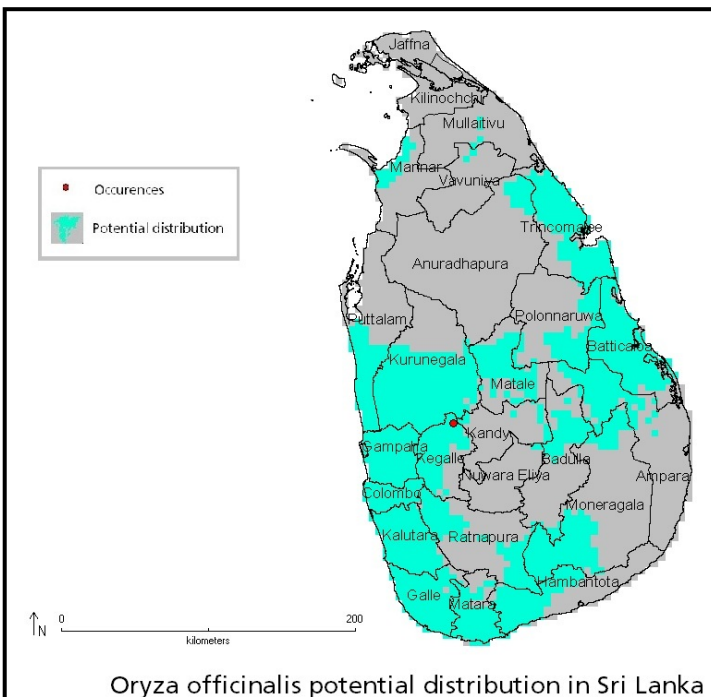 Jaffna
Kilinochchi
Mullaitivu
Mannar
Vavuniya
Occurences
Potential distribution
Trincomalee
Anuradhapura
Puttalam
Polonnaruwa
Batticaloa
Kurunegala
Matale
Kandy
Gampaha
Kegalle
Badulla
Nuwara Eliya
Ampara
Colombo
Moneragala
Kalutara
Ratnapura
Hambantota
Galle
Matara
N
0
200
kilometers
Oryza officinalis potential distribution in Sri Lanka